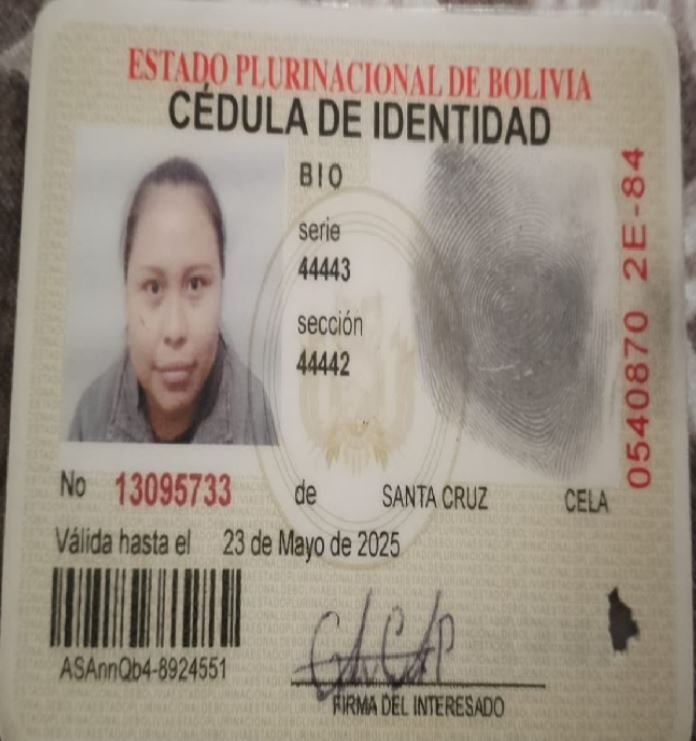 ESTADO PLURINACIONAL DE BOLIVIA
CÉDULA DE IDENTIDAD
BIO
serie
44443
sección
44442
0540870 2E-84
No 13095733 de SANTA CRUZ CELA
Válida hasta el 23 de Mayo de 2025
ASAnnQb4-8924551
FIRMA DEL INTERESADO